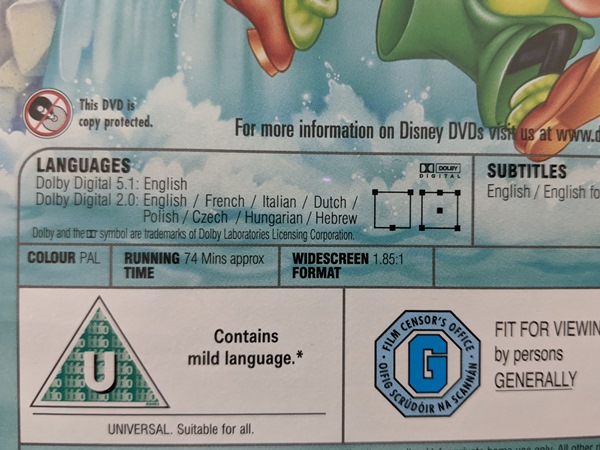 This DVD is
copy protected.
For more information on Disney DVDs visit us at www.d
LANGUAGES
Dolby Digital 5.1: English
Dolby Digital 2.0: English / French / Italian / Dutch /
Polish / Czech / Hungarian / Hebrew
Dolby and the symbol are trademarks of Dolby Laboratories Licensing Corporation.
DOLBY
DIGITAL
SUBTITLES
English / English fo
COLOUR PAL
RUNNING TIME 74 Mins approx
WIDESCREEN FORMAT 1.85:1
U
Contains
mild language.*
UNIVERSAL. Suitable for all.
FILM CENSOR'S OFFICE
G
OIFIG SCRÚDÓIR NA SCANNÁN
FIT FOR VIEWIN
by persons
GENERALLY